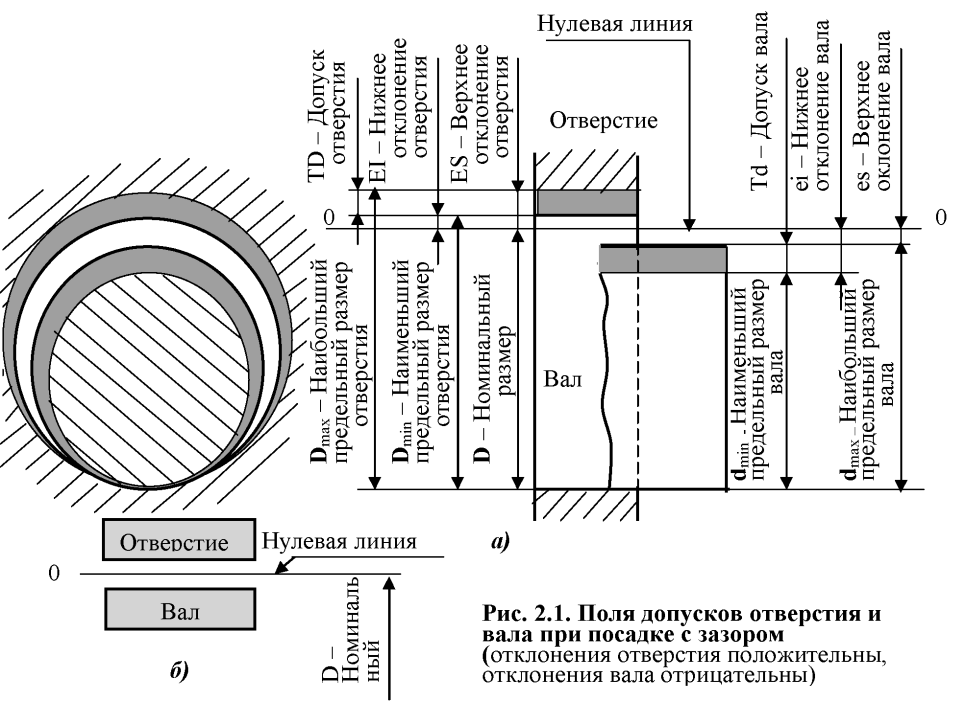 Нулевая линия
TD – Допуск
отверстия
EI – Нижнее
отклонение
отверстия
ES – Верхнее
отклонение
отверстия
Отверстие
Td – Допуск вала
ei – Нижнее
отклонение вала
es – Верхнее
оклонение вала
0
0
Dmax – Наибольший
предельный размер
отверстия
Dmin – Наименьший
предельный размер
отверстия
D – Номинальный
размер
Вал
dmin - Наименьший
предельный размер
вала
dmax – Наибольший
предельный размер
вала
а)
Отверстие
Нулевая линия
0
Вал
D –
Номиналь
ный
б)
Рис. 2.1. Поля допусков отверстия и
вала при посадке с зазором
(отклонения отверстия положительны,
отклонения вала отрицательны)